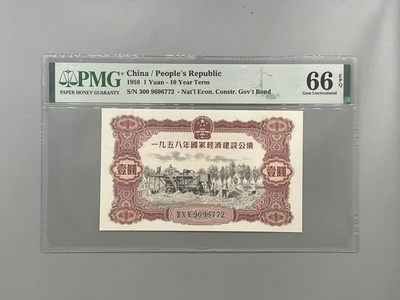 PMG
PAPER MONEY GUARANTY
China / People's Republic
1958 1 Yuan - 10 Year Term
S/N 300 9696772 - Nat'l Econ. Constr. Gov't Bond
66 EPQ
Gem Uncirculated
一九五八年國家經濟建設公債
壹圓 壹圓
9696772